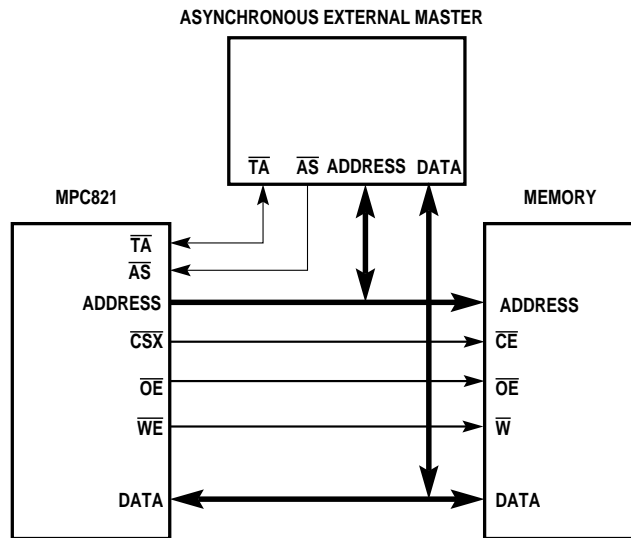 ASYNCHRONOUS EXTERNAL MASTER
TA AS ADDRESS DATA
MPC821
MEMORY
TA
AS
ADDRESS
CSX
OE
WE
DATA
ADDRESS
CE
OE
W
DATA